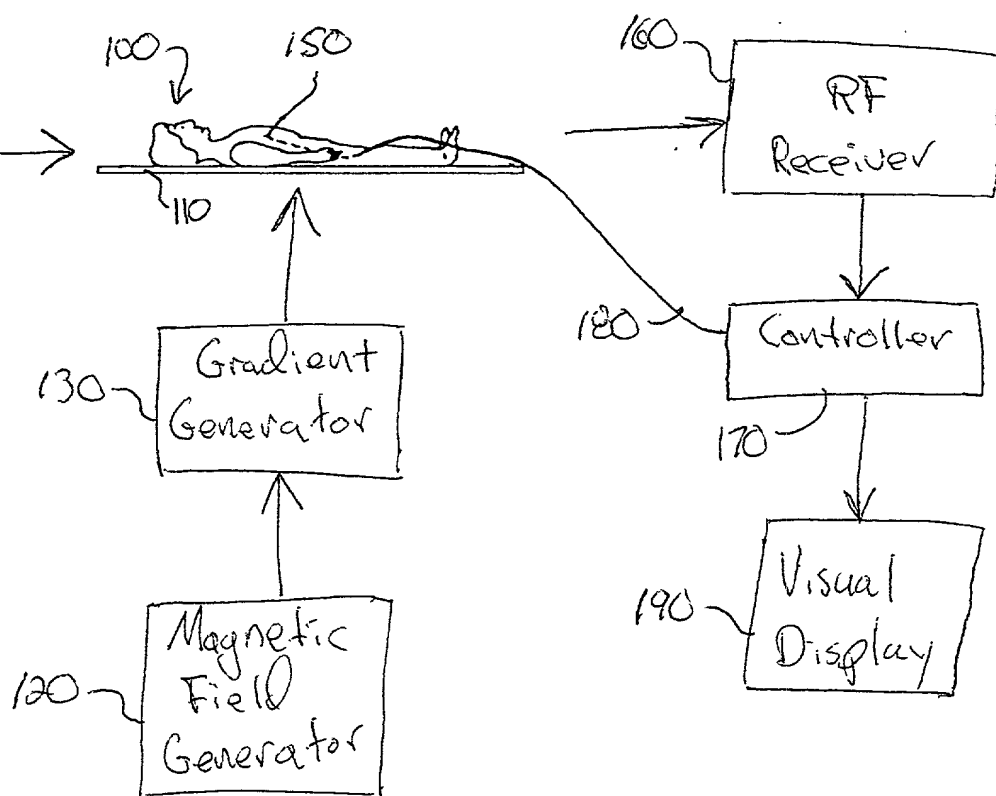 100
150
160
RF
Receiver
110
180
Controller
170
130
Gradient
Generator
190
Visual
Display
120
Magnetic
Field
Generator